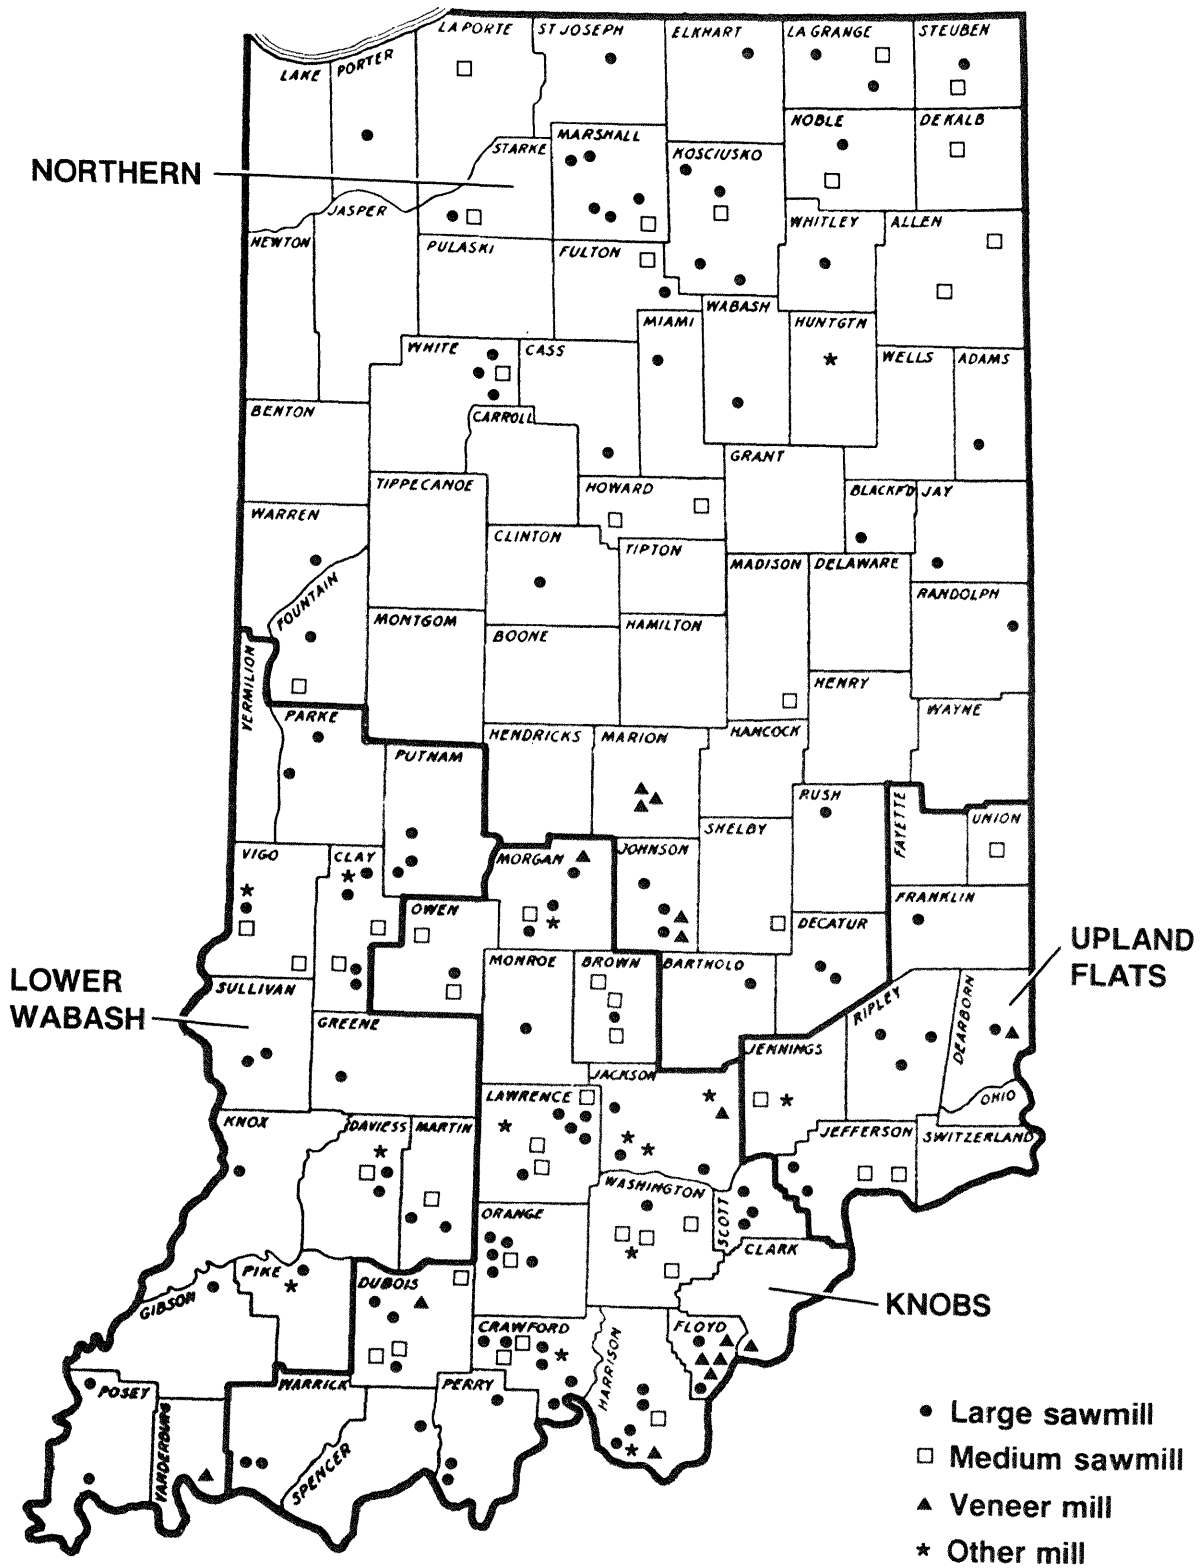 LAPORTE
ST JOSEPH
ELKHART
LA GRANGE
STEUBEN
LAKE
PORTER
NOBLE
DEKALB
MARSHALL
STARKE
KOSCIUSKO
NORTHERN
JASPER
NEWTON
PULASKI
FULTON
WHITLEY
ALLEN
WABASH
MIAMI
HUNTGTN
WHITE
CASS
WELLS
ADAMS
BENTON
CARROLL
GRANT
TIPPECANOE
HOWARD
BLACKF'D
JAY
WARREN
CLINTON
TIPTON
MADISON
DELAWARE
FOUNTAIN
RANDOLPH
MONTGOM
BOONE
HAMILTON
VERMILION
HENRY
PARKE
WAYNE
HENDRICKS
MARION
HANCOCK
PUTNAM
RUSH
FAYETTE
UNION
SHELBY
VIGO
CLAY
MORGAN
JOHNSON
FRANKLIN
OWEN
DECATUR
UPLAND
FLATS
MONROE
BROWN
BARTHOLO
LOWER
WABASH
SULLIVAN
GREENE
RIPLEY
DEARBORN
JENNINGS
JACKSON
LAWRENCE
OHIO
KNOX
DAVIESS
MARTIN
JEFFERSON
SWITZERLAND
WASHINGTON
ORANGE
SCOTT
CLARK
PIKE
DUBOIS
GIBSON
KNOBS
CRAWFORD
HARRISON
FLOYD
POSEY
VANDERBURG
WARRICK
PERRY
SPENCER
Large sawmill
Medium sawmill
Veneer mill
Other mill